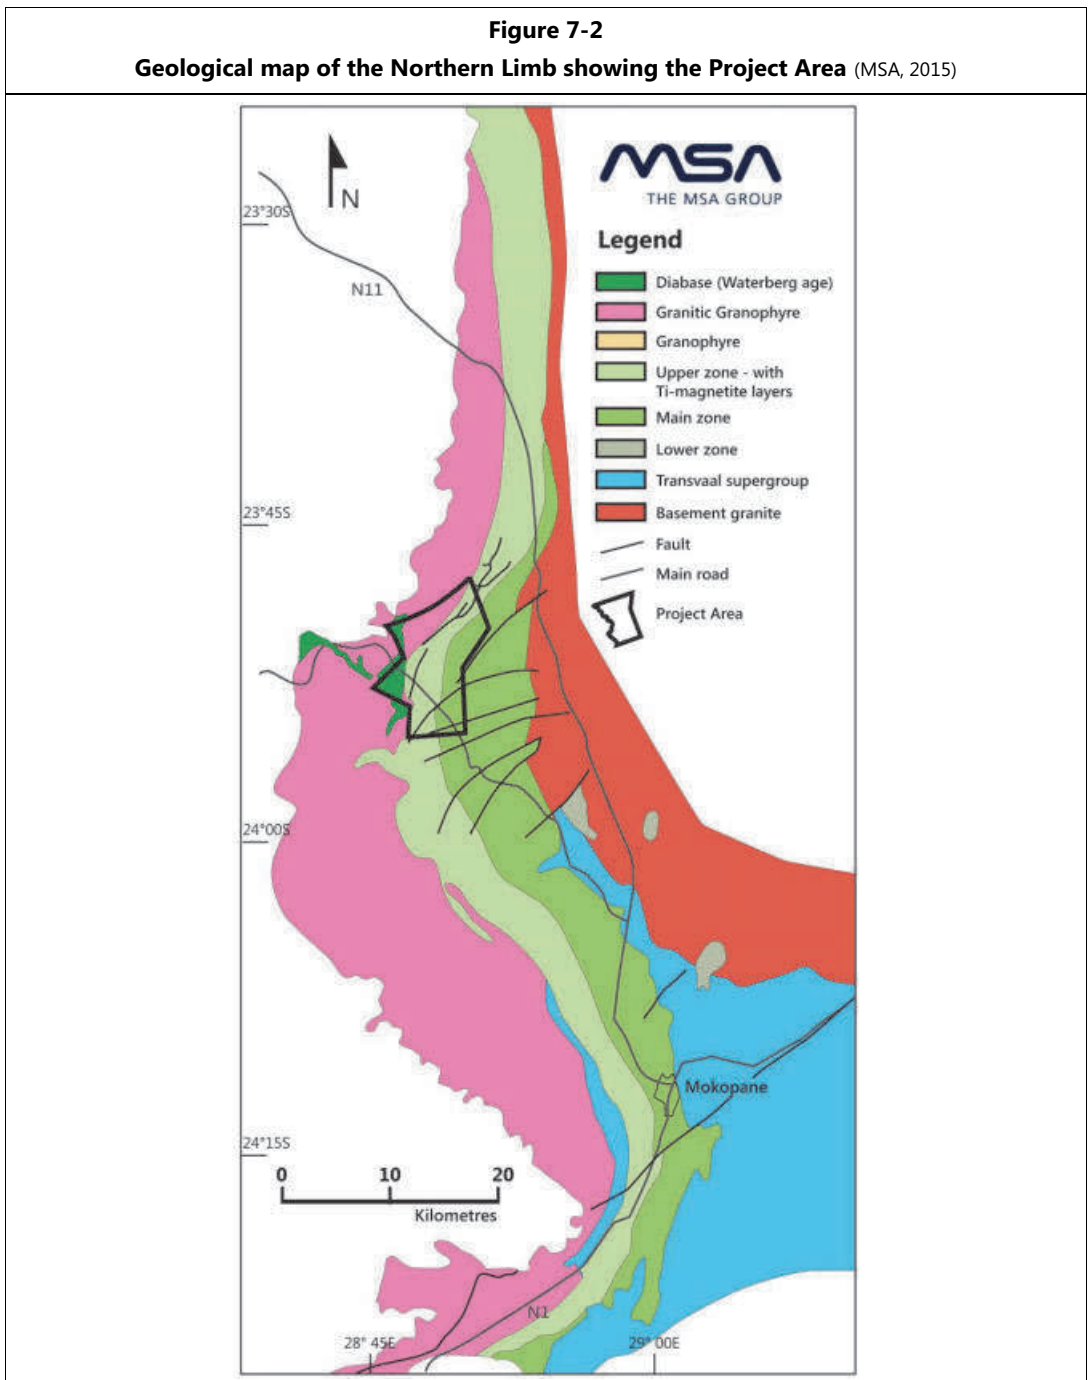 Figure 7-2
Geological map of the Northern Limb showing the Project Area (MSA, 2015)
MSA
THE MSA GROUP
N
23°30S
N11
Legend
Diabase (Waterberg age)
Granitic Granophyre
Granophyre
Upper zone - with
Ti-magnetite layers
Main zone
Lower zone
Transvaal supergroup
Basement granite
Fault
Main road
Project Area
23°45S
24°00S
Mokopane
24°15S
0 10 20
Kilometres
N1
28° 45E
29° 00E